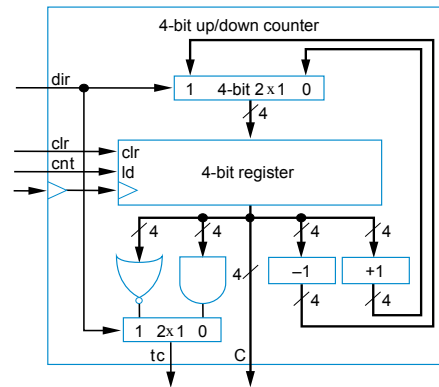 4-bit up/down counter
dir
1 4-bit 2x1 0
4
clr
cnt
clr
ld
4-bit register
4
4
4
4
4
–1
+1
4
4
1 2x1 0
tc
C